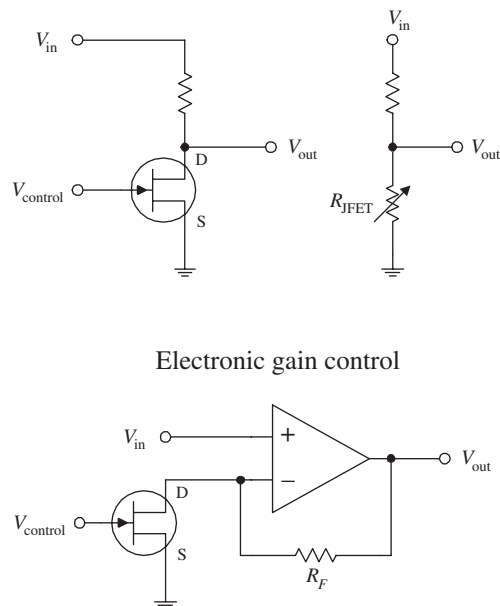 V_in
V_in
D
V_out
V_out
V_control
R_JFET
S
Electronic gain control
V_in
+
V_out
D
−
V_control
S
R_F